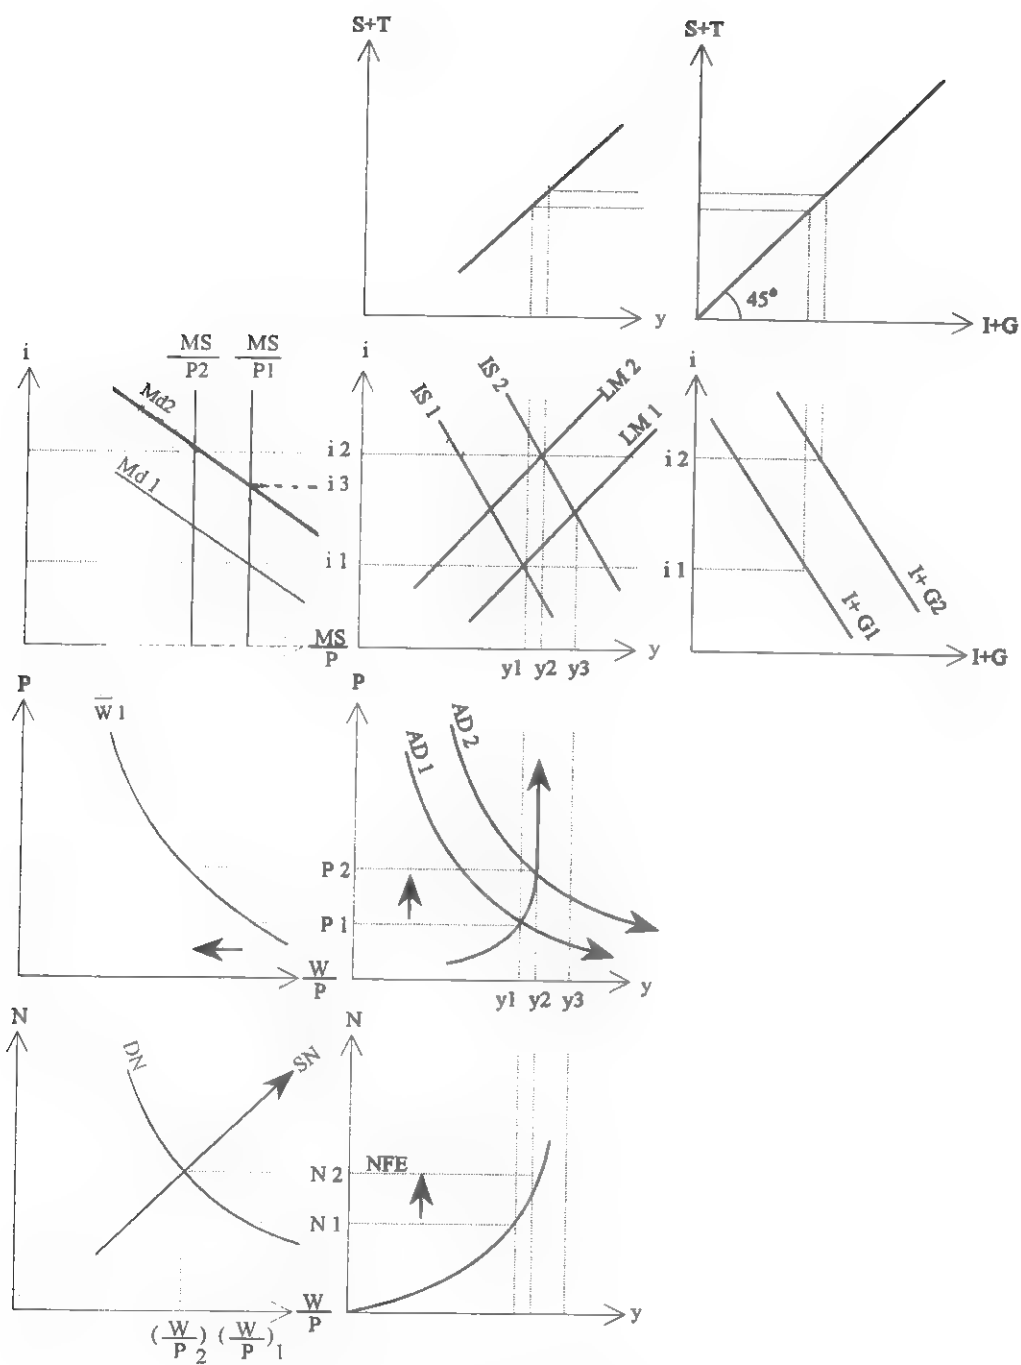 S+T
S+T
45°
y
I+G
i
MS
P2
MS
P1
i
i
Md2
Md 1
IS 1
IS 2
LM 2
LM 1
i 2
i 3
i 1
i 2
i 1
I+G2
I+G1
MS
P
y1 y2 y3
y
I+G
P
W 1
P
AD 1
AD 2
P 2
P 1
W
P
y1 y2 y3
y
N
DN
SN
N
N 2
NFE
N 1
W
P
y
(W/P)2 (W/P)1